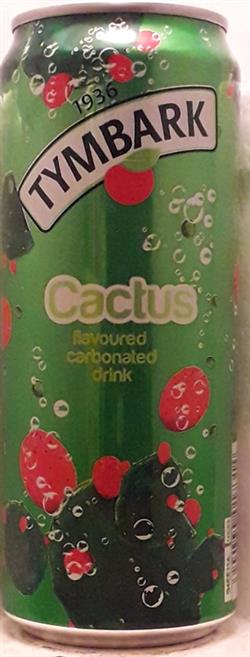 1936
TYMBARK
Cactus
flavoured
carbonated
drink